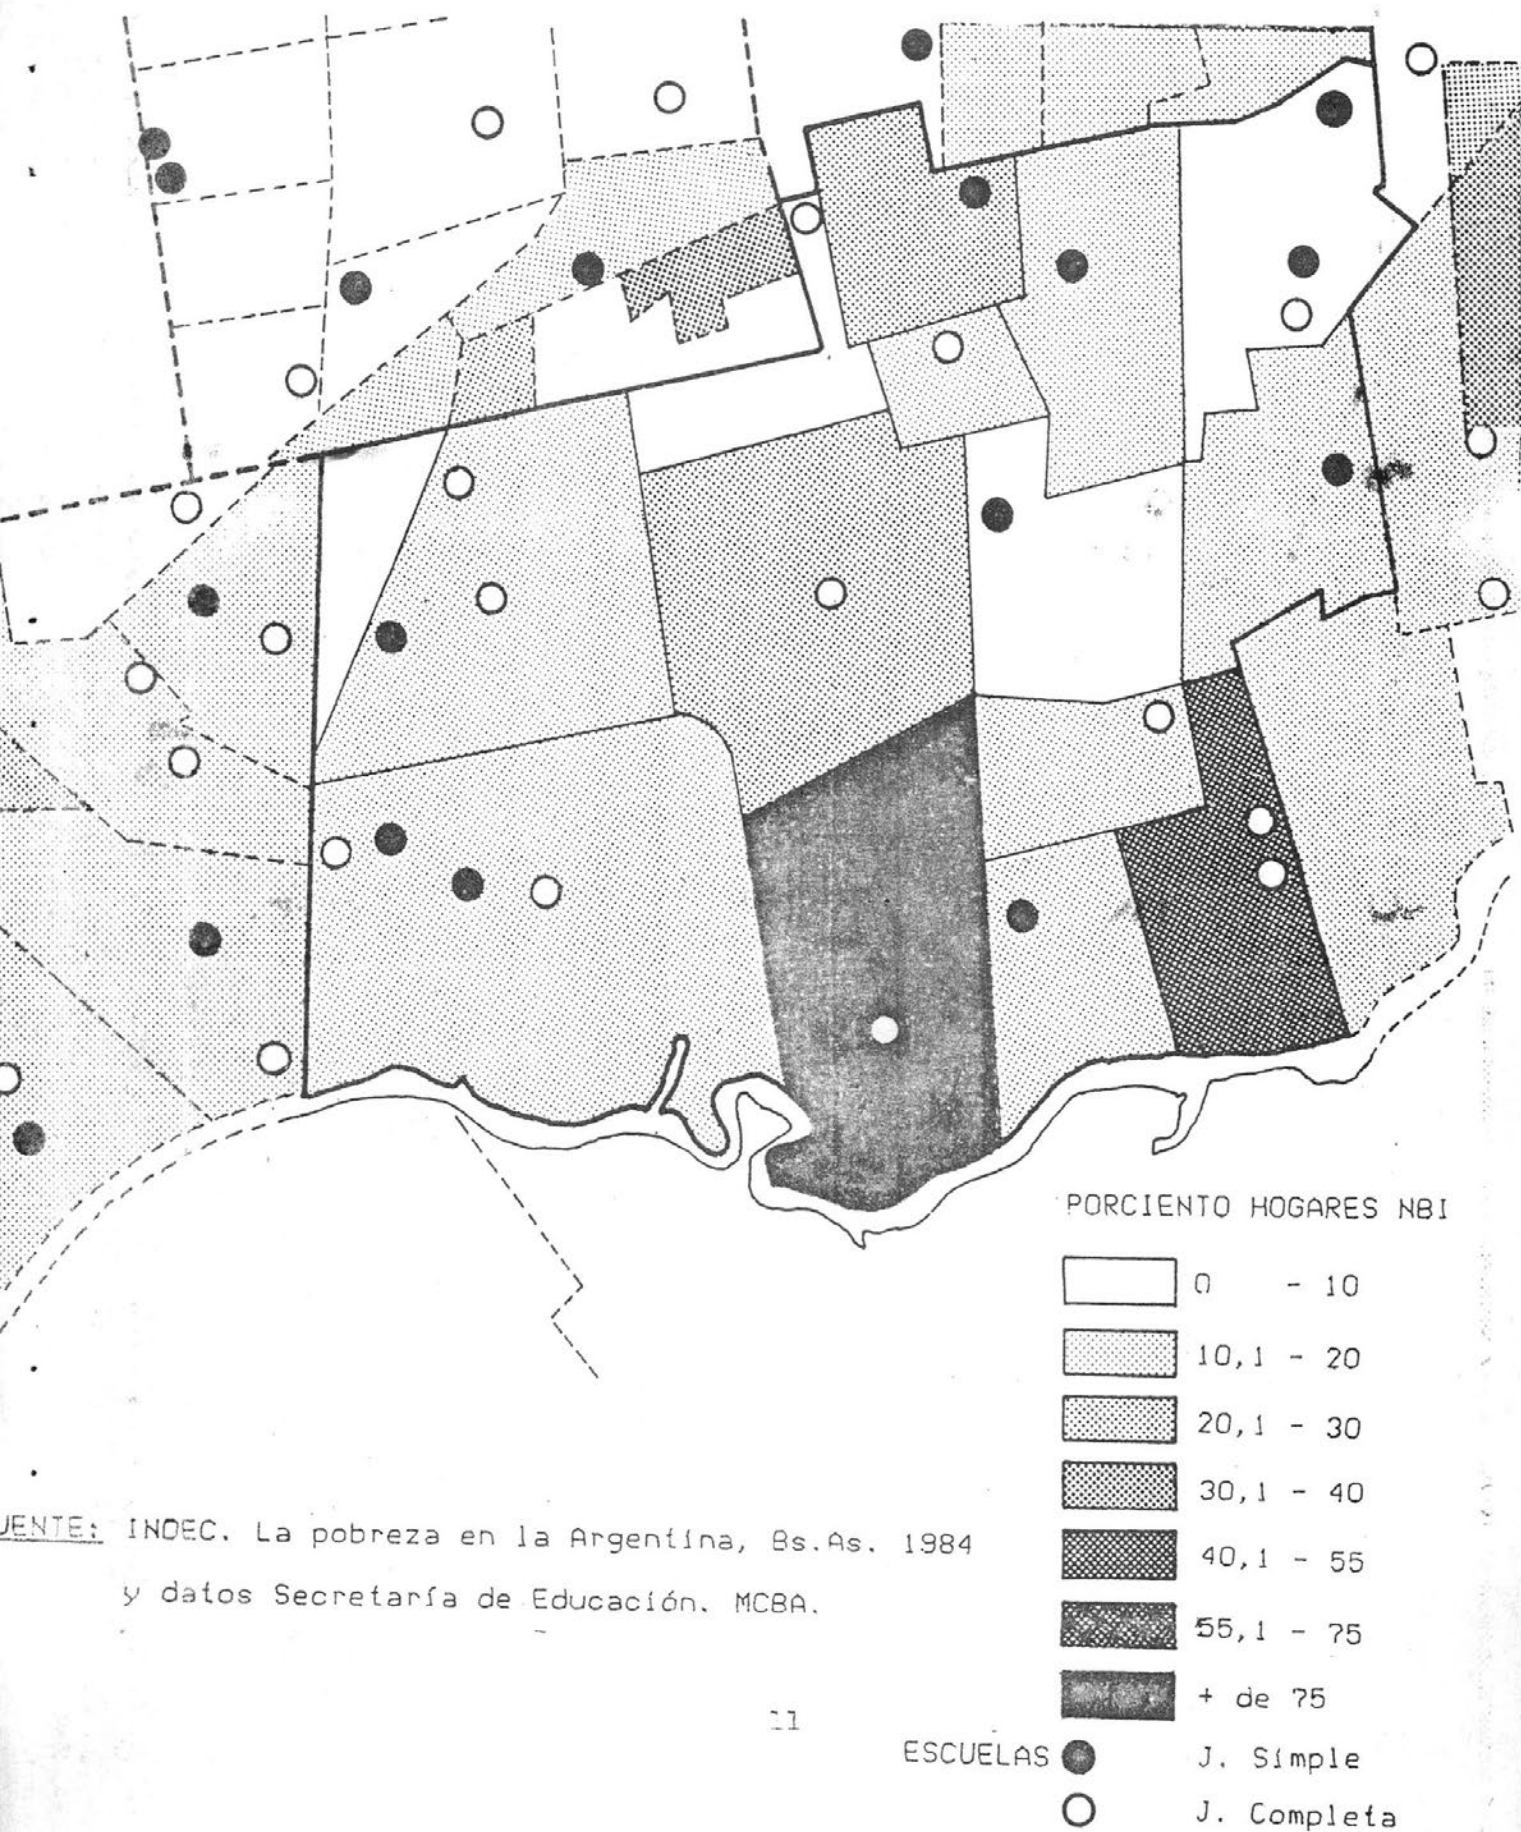 PORCIENTO HOGARES NBI
0 - 10
10,1 - 20
20,1 - 30
30,1 - 40
40,1 - 55
55,1 - 75
+ de 75
UENTE: INDEC. La pobreza en la Argentina, Bs.As. 1984
y datos Secretaría de Educación. MCBA.
11
ESCUELAS J. Simple
J. Completa